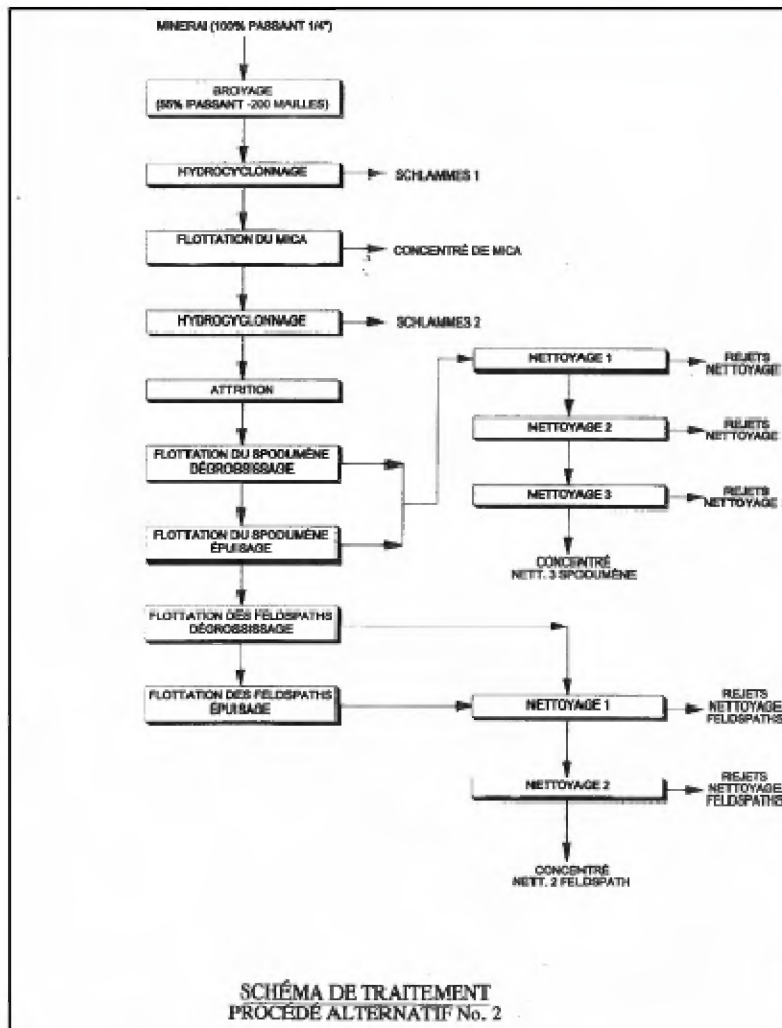 MINERAI (100% PASSANT 1/4")
BROYAGE
(55% PASSANT -200 MAILLES)
HYDROCYCLONNAGE
SCHLAMMES 1
FLOTTATION DU MICA
CONCENTRÉ DE MICA
HYDROCYCLONNAGE
SCHLAMMES 2
ATTRITION
FLOTTATION DU SPODUMÈNE
DÉGROSSISSAGE
FLOTTATION DU SPODUMÈNE
ÉPUISAGE
NETTOYAGE 1
REJETS
NETTOYAGE
NETTOYAGE 2
REJETS
NETTOYAGE
NETTOYAGE 3
REJETS
NETTOYAGE
CONCENTRÉ
NETT. 3 SPODUMÈNE
FLOTTATION DES FELDSPATHS
DÉGROSSISSAGE
FLOTTATION DES FELDSPATHS
ÉPUISAGE
NETTOYAGE 1
REJETS
NETTOYAGE
FELDSPATHS
NETTOYAGE 2
REJETS
NETTOYAGE
FELDSPATHS
CONCENTRÉ
NETT. 2 FELDSPATH
SCHÉMA DE TRAITEMENT
PROCÉDÉ ALTERNATIF No. 2